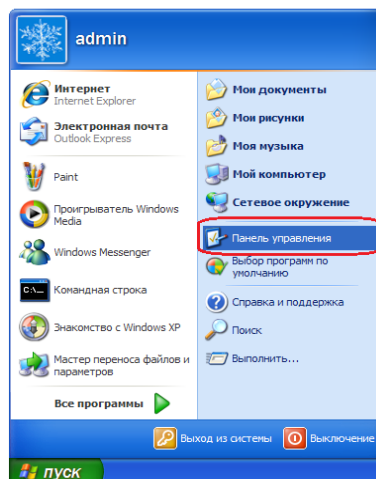 admin
Интернет
Internet Explorer
Электронная почта
Outlook Express
Paint
Проигрыватель Windows
Media
Windows Messenger
C:\_
Командная строка
Знакомство с Windows XP
Мастер переноса файлов и
параметров
Все программы
Мои документы
Мои рисунки
Моя музыка
Мой компьютер
Сетевое окружение
Панель управления
Выбор программ по
умолчанию
Справка и поддержка
Поиск
Выполнить...
Выход из системы
Выключение
пуск